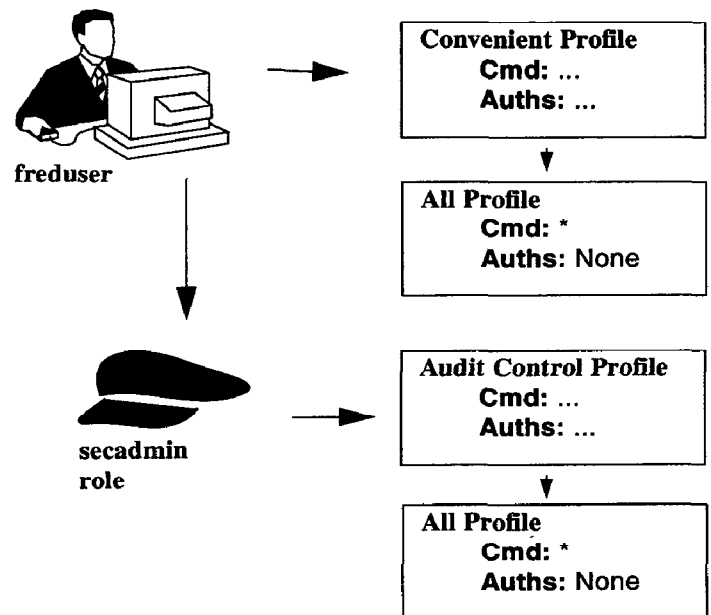 Convenient Profile
Cmd: ...
Auths: ...
freduser
All Profile
Cmd: *
Auths: None
Audit Control Profile
Cmd: ...
Auths: ...
secadmin
role
All Profile
Cmd: *
Auths: None